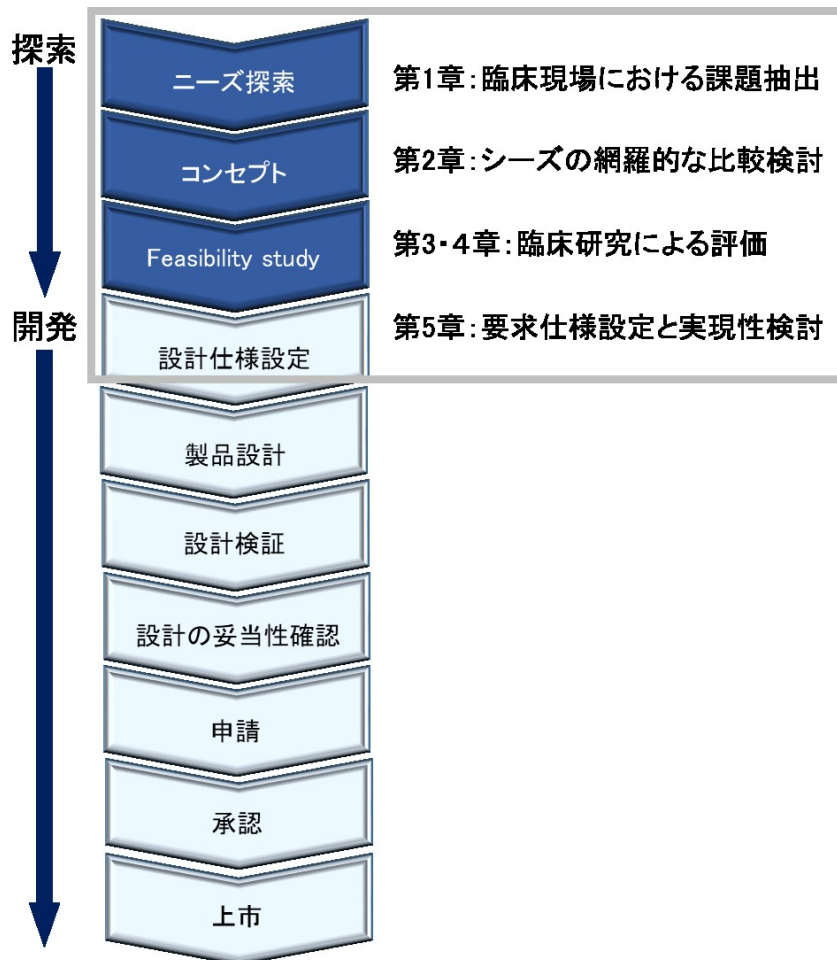 探索
ニーズ探索
第1章:臨床現場における課題抽出
コンセプト
第2章:シーズの網羅的な比較検討
Feasibility study
第3・4章:臨床研究による評価
開発
設計仕様設定
第5章:要求仕様設定と実現性検討
製品設計
設計検証
設計の妥当性確認
申請
承認
上市